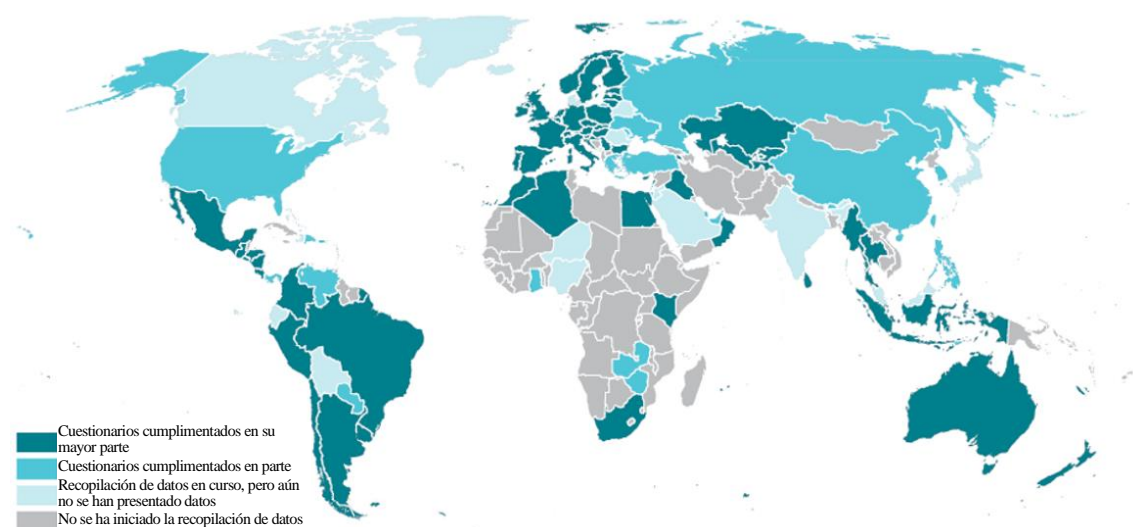 Cuestionarios cumplimentados en su
mayor parte
Cuestionarios cumplimentados en parte
Recopilación de datos en curso, pero aún
no se han presentado datos
No se ha iniciado la recopilación de datos